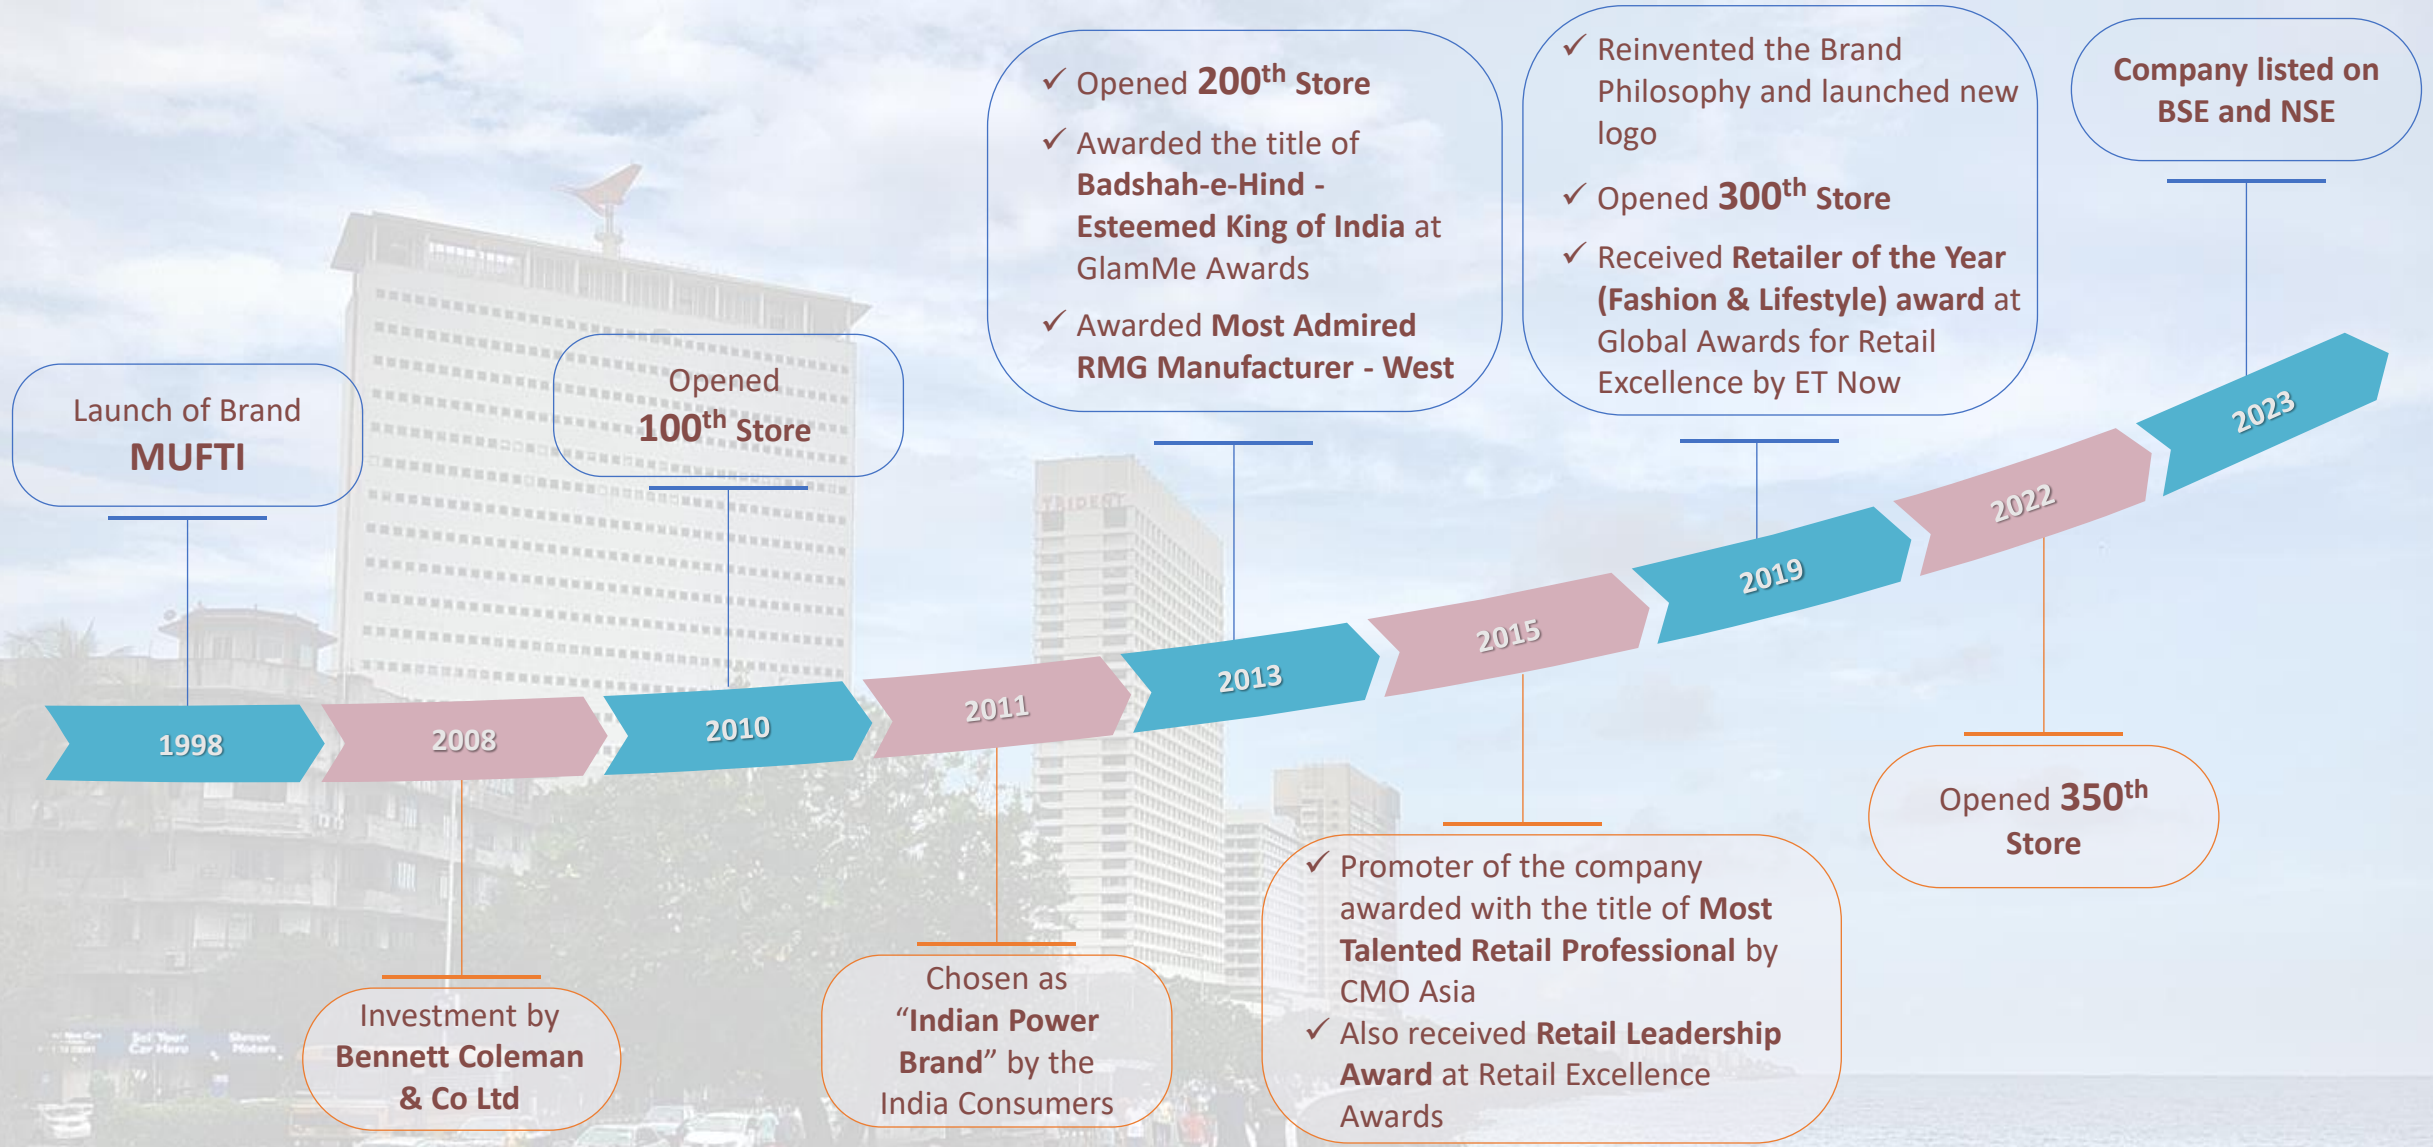 Launch of Brand
MUFTI
Opened
100th Store
✓ Opened 200th Store
✓ Awarded the title of
Badshah-e-Hind -
Esteemed King of India at
GlamMe Awards
✓ Awarded Most Admired
RMG Manufacturer - West
✓ Reinvented the Brand
Philosophy and launched new
logo
✓ Opened 300th Store
✓ Received Retailer of the Year
(Fashion & Lifestyle) award at
Global Awards for Retail
Excellence by ET Now
Company listed on
BSE and NSE
TRIDENT
1998
2008
2010
2011
2013
2015
2019
2022
2023
Investment by
Bennett Coleman
& Co Ltd
Chosen as
“Indian Power
Brand” by the
India Consumers
✓ Promoter of the company
awarded with the title of Most
Talented Retail Professional by
CMO Asia
✓ Also received Retail Leadership
Award at Retail Excellence
Awards
Opened 350th
Store
Sell Your
Car Here
Motors